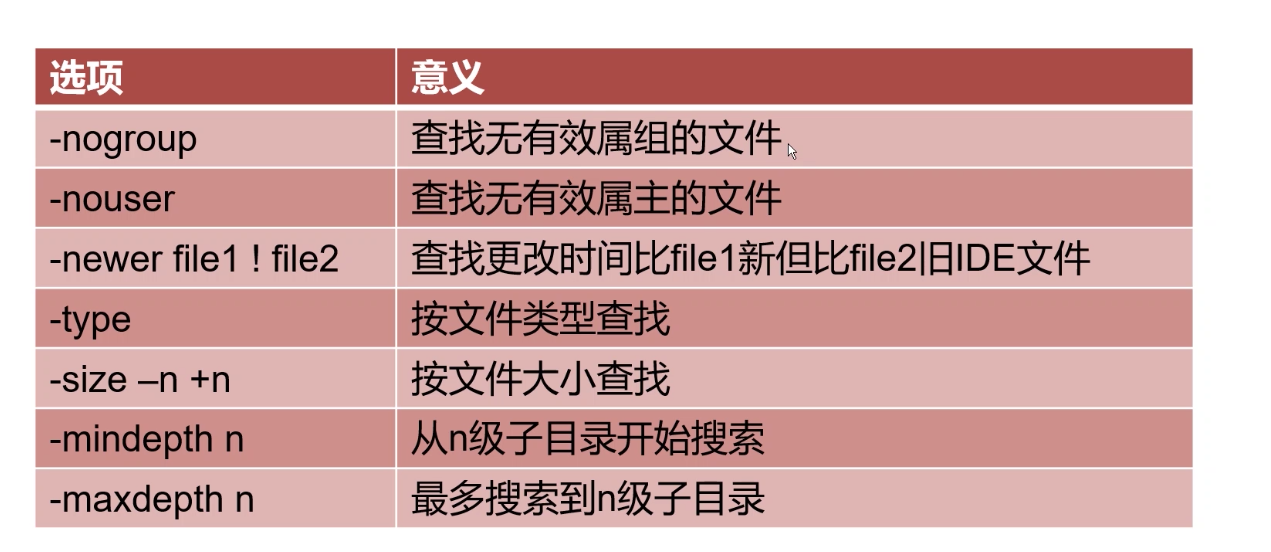 选项 意义
-nogroup 查找无有效属组的文件
-nouser 查找无有效属主的文件
-newer file1 ! file2 查找更改时间比file1新但比file2旧IDE文件
-type 按文件类型查找
-size –n +n 按文件大小查找
-mindepth n 从n级子目录开始搜索
-maxdepth n 最多搜索到n级子目录